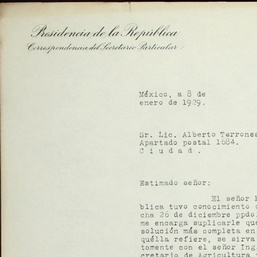 Presidencia de la República
Correspondencia del Secretario Particular
México, a 8 de
enero de 1929.
Sr. Lic. Alberto Terrones
Apartado postal 1684.
C i u d a d .
Estimado señor:
El señor
blica tuvo conocimiento
cha 26 de diciembre ppdo.
me encarga suplicarle que
solución más completa en
quélla refiere, se sirva
tamente con el señor Ing.
cretario de Agricultura